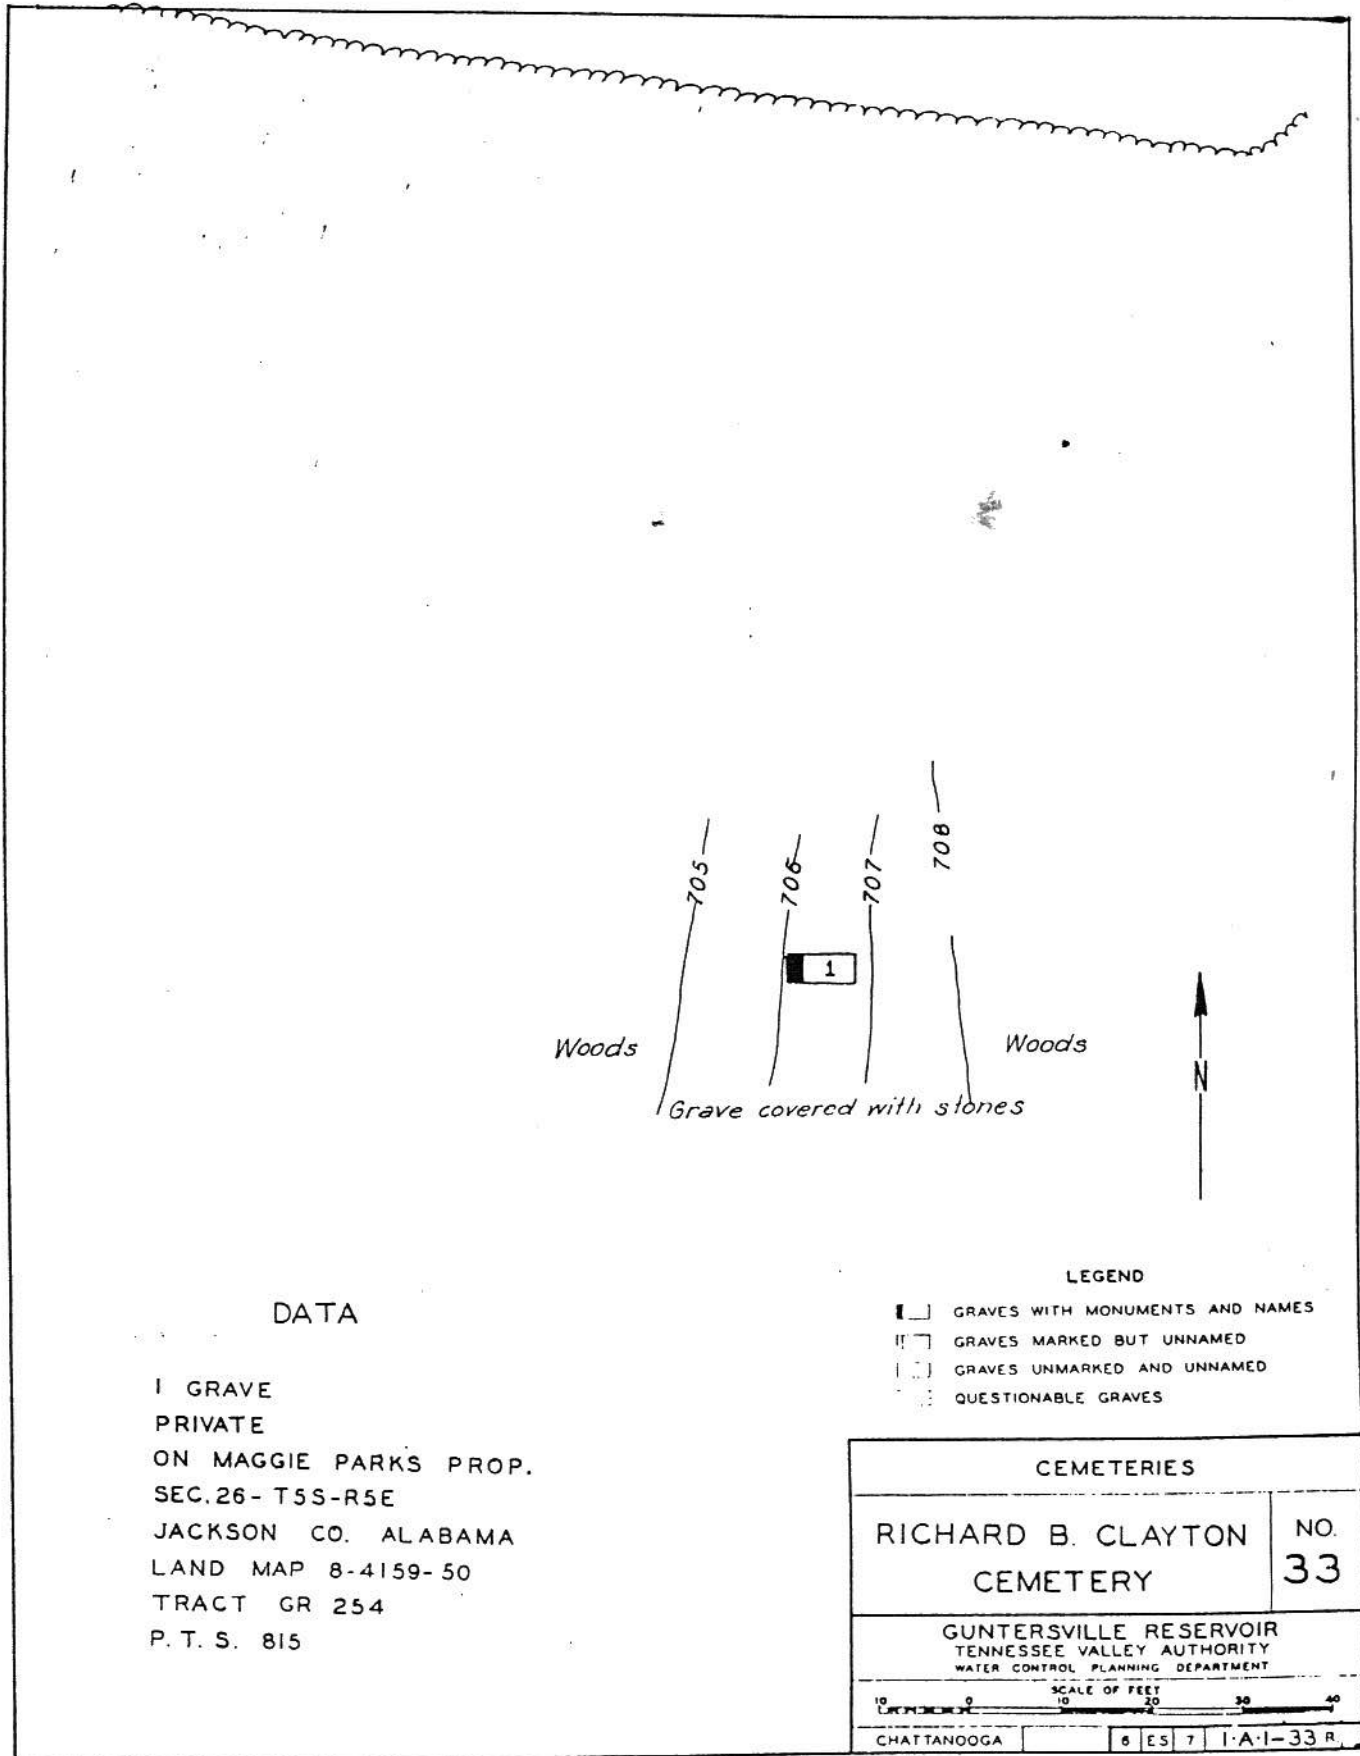 705
706
707
708
1
Woods
Woods
Grave covered with stones
N
DATA
1 GRAVE
PRIVATE
ON MAGGIE PARKS PROP.
SEC. 26 - T5S-R5E
JACKSON CO. ALABAMA
LAND MAP 8-4159-50
TRACT GR 254
P. T. S. 815
LEGEND
GRAVES WITH MONUMENTS AND NAMES
GRAVES MARKED BUT UNNAMED
GRAVES UNMARKED AND UNNAMED
QUESTIONABLE GRAVES
CEMETERIES
RICHARD B. CLAYTON
CEMETERY
NO.
33
GUNTERSVILLE RESERVOIR
TENNESSEE VALLEY AUTHORITY
WATER CONTROL PLANNING DEPARTMENT
SCALE OF FEET
10 0 10 20 30 40
CHATTANOOGA 6 ES 7 1-A-1-33 R